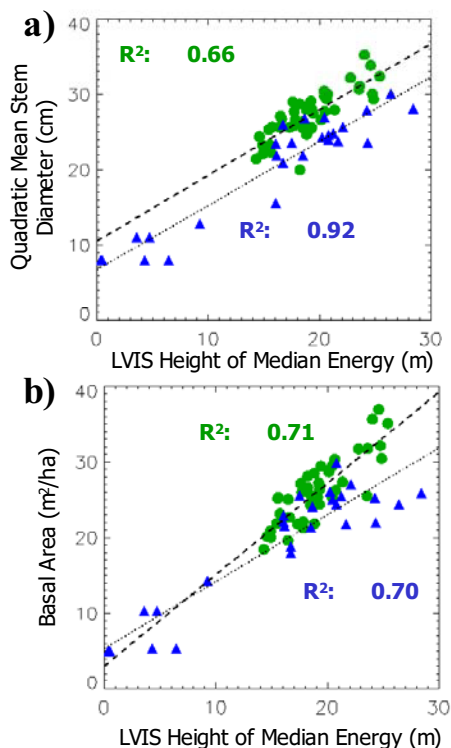 a)
R²: 0.66
R²: 0.92
Quadratic Mean Stem
Diameter (cm)
40
30
20
10
0
0 10 20 30
LVIS Height of Median Energy (m)
b)
R²: 0.71
R²: 0.70
Basal Area (m²/ha)
40
30
20
10
0
0 10 20 30
LVIS Height of Median Energy (m)